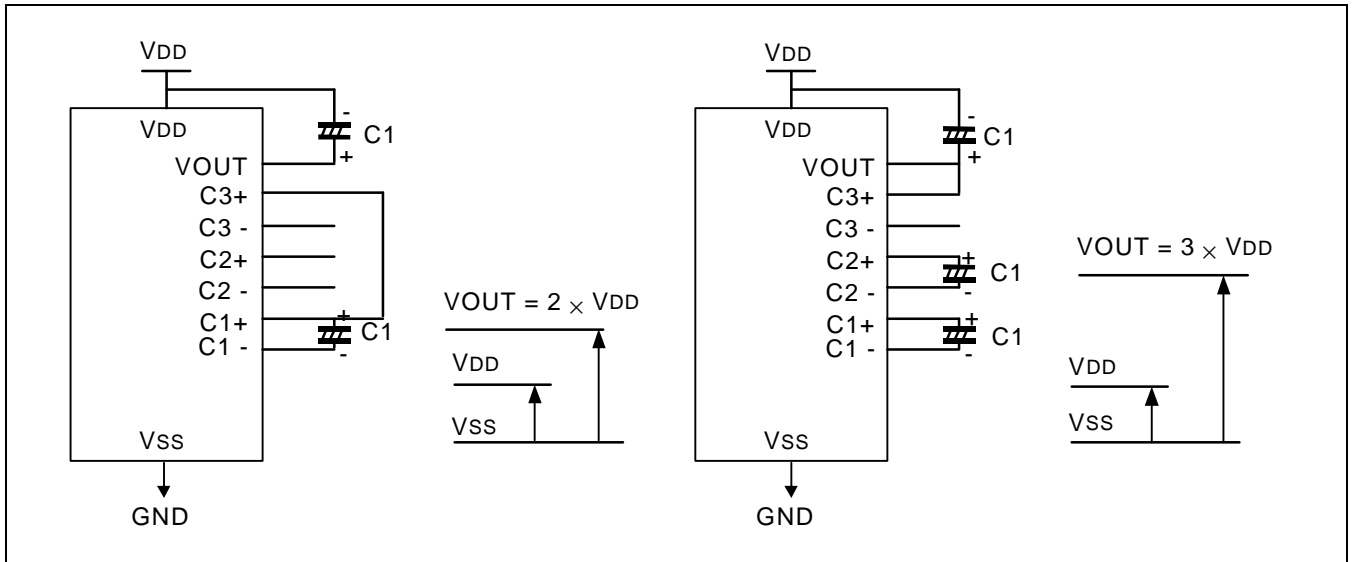 VDD
VDD
-
C1
+
VOUT
C3+
C3 -
C2+
C2 -
C1+
C1 -
+
C1
-
VSS
GND
VOUT = 2 × VDD
VDD
VSS
VDD
VDD
-
C1
+
VOUT
C3+
C3 -
C2+
C2 -
C1+
C1 -
+
C1
-
+
C1
-
VSS
GND
VOUT = 3 × VDD
VDD
VSS